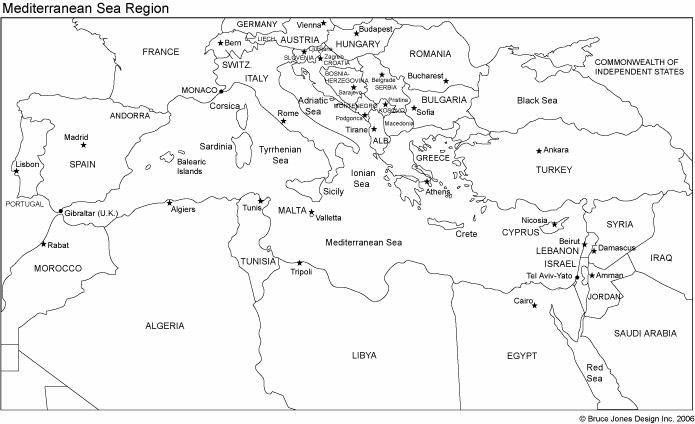 Mediterranean Sea Region
GERMANY
Vienna
Budapest
LIECH.
AUSTRIA
Bern
HUNGARY
FRANCE
SWITZ.
SLOVENIA
Ljubljana
Zagreb
CROATIA
ROMANIA
COMMONWEALTH OF
INDEPENDENT STATES
ITALY
BOSNIA-
HERZEGOVINA
Belgrade
SERBIA
Bucharest
MONACO
Sarajevo
Corsica
Adriatic
Sea
MONTENEGRO
Pristina
KOSOVO
BULGARIA
Black Sea
ANDORRA
Rome
Podgorica
Sofia
Macedonia
Tirane
ALB.
Madrid
SPAIN
Sardinia
Tyrrhenian
Sea
Balearic
Islands
GREECE
Ankara
TURKEY
Lisbon
Ionian
Sea
Sicily
Athens
PORTUGAL
Gibraltar (U.K.)
Algiers
Tunis
MALTA
Valletta
Crete
Nicosia
CYPRUS
SYRIA
Rabat
Mediterranean Sea
Beirut
LEBANON
Damascus
MOROCCO
TUNISIA
Tripoli
ISRAEL
Tel Aviv-Yato
Amman
IRAQ
Cairo
JORDAN
ALGERIA
LIBYA
EGYPT
SAUDI ARABIA
Red
Sea
© Bruce Jones Design Inc. 2006